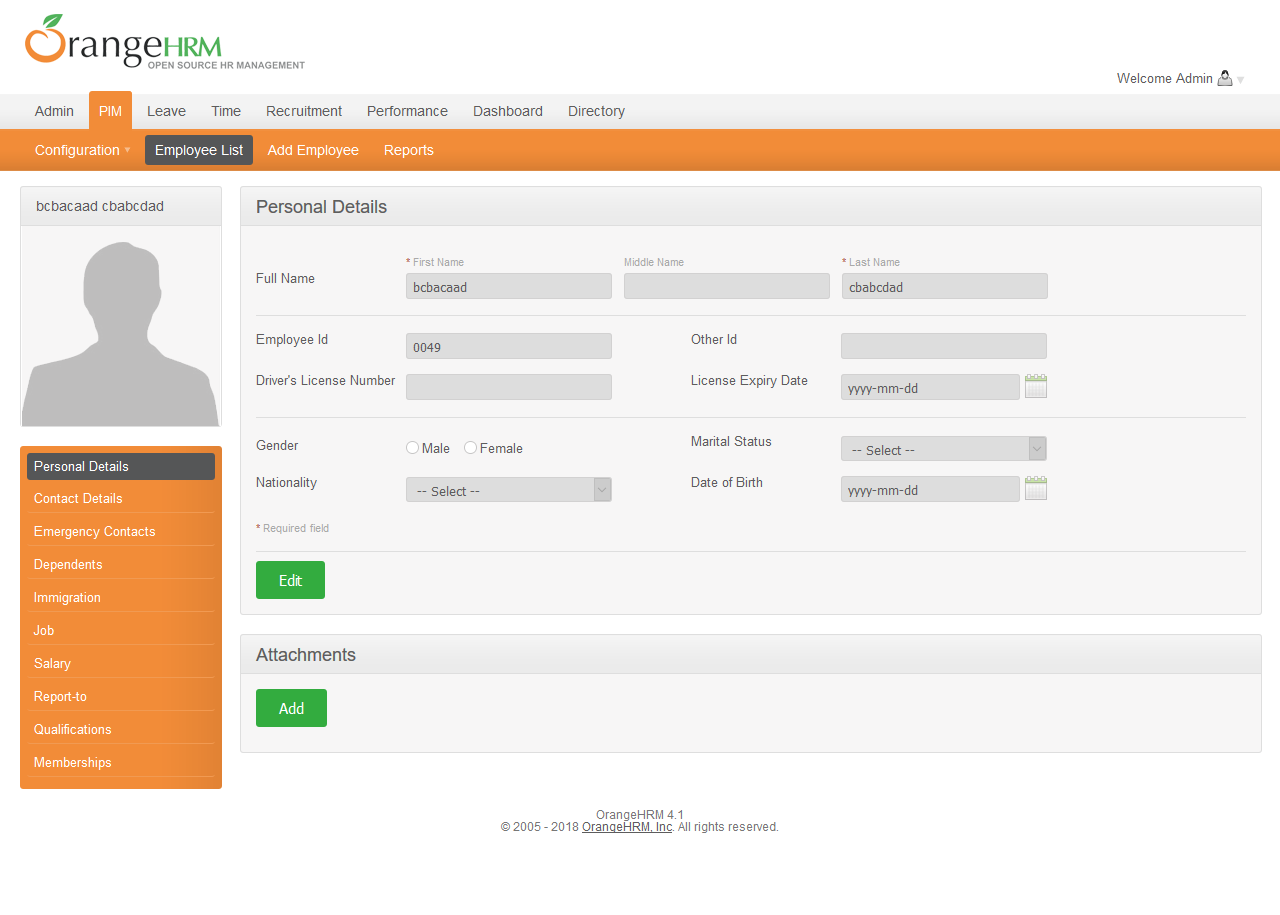 OrangeHRM
OPEN SOURCE HR MANAGEMENT
Welcome Admin
Admin PIM Leave Time Recruitment Performance Dashboard Directory
Configuration Employee List Add Employee Reports
bcbacaad cbabcdad
Personal Details
Contact Details
Emergency Contacts
Dependents
Immigration
Job
Salary
Report-to
Qualifications
Memberships
Personal Details
* First Name Middle Name * Last Name
Full Name bcbacaad cbabcdad
Employee Id 0049 Other Id
Driver's License Number License Expiry Date yyyy-mm-dd
Gender Male Female Marital Status -- Select --
Nationality -- Select -- Date of Birth yyyy-mm-dd
* Required field
Edit
Attachments
Add
OrangeHRM 4.1
© 2005 - 2018 OrangeHRM, Inc. All rights reserved.